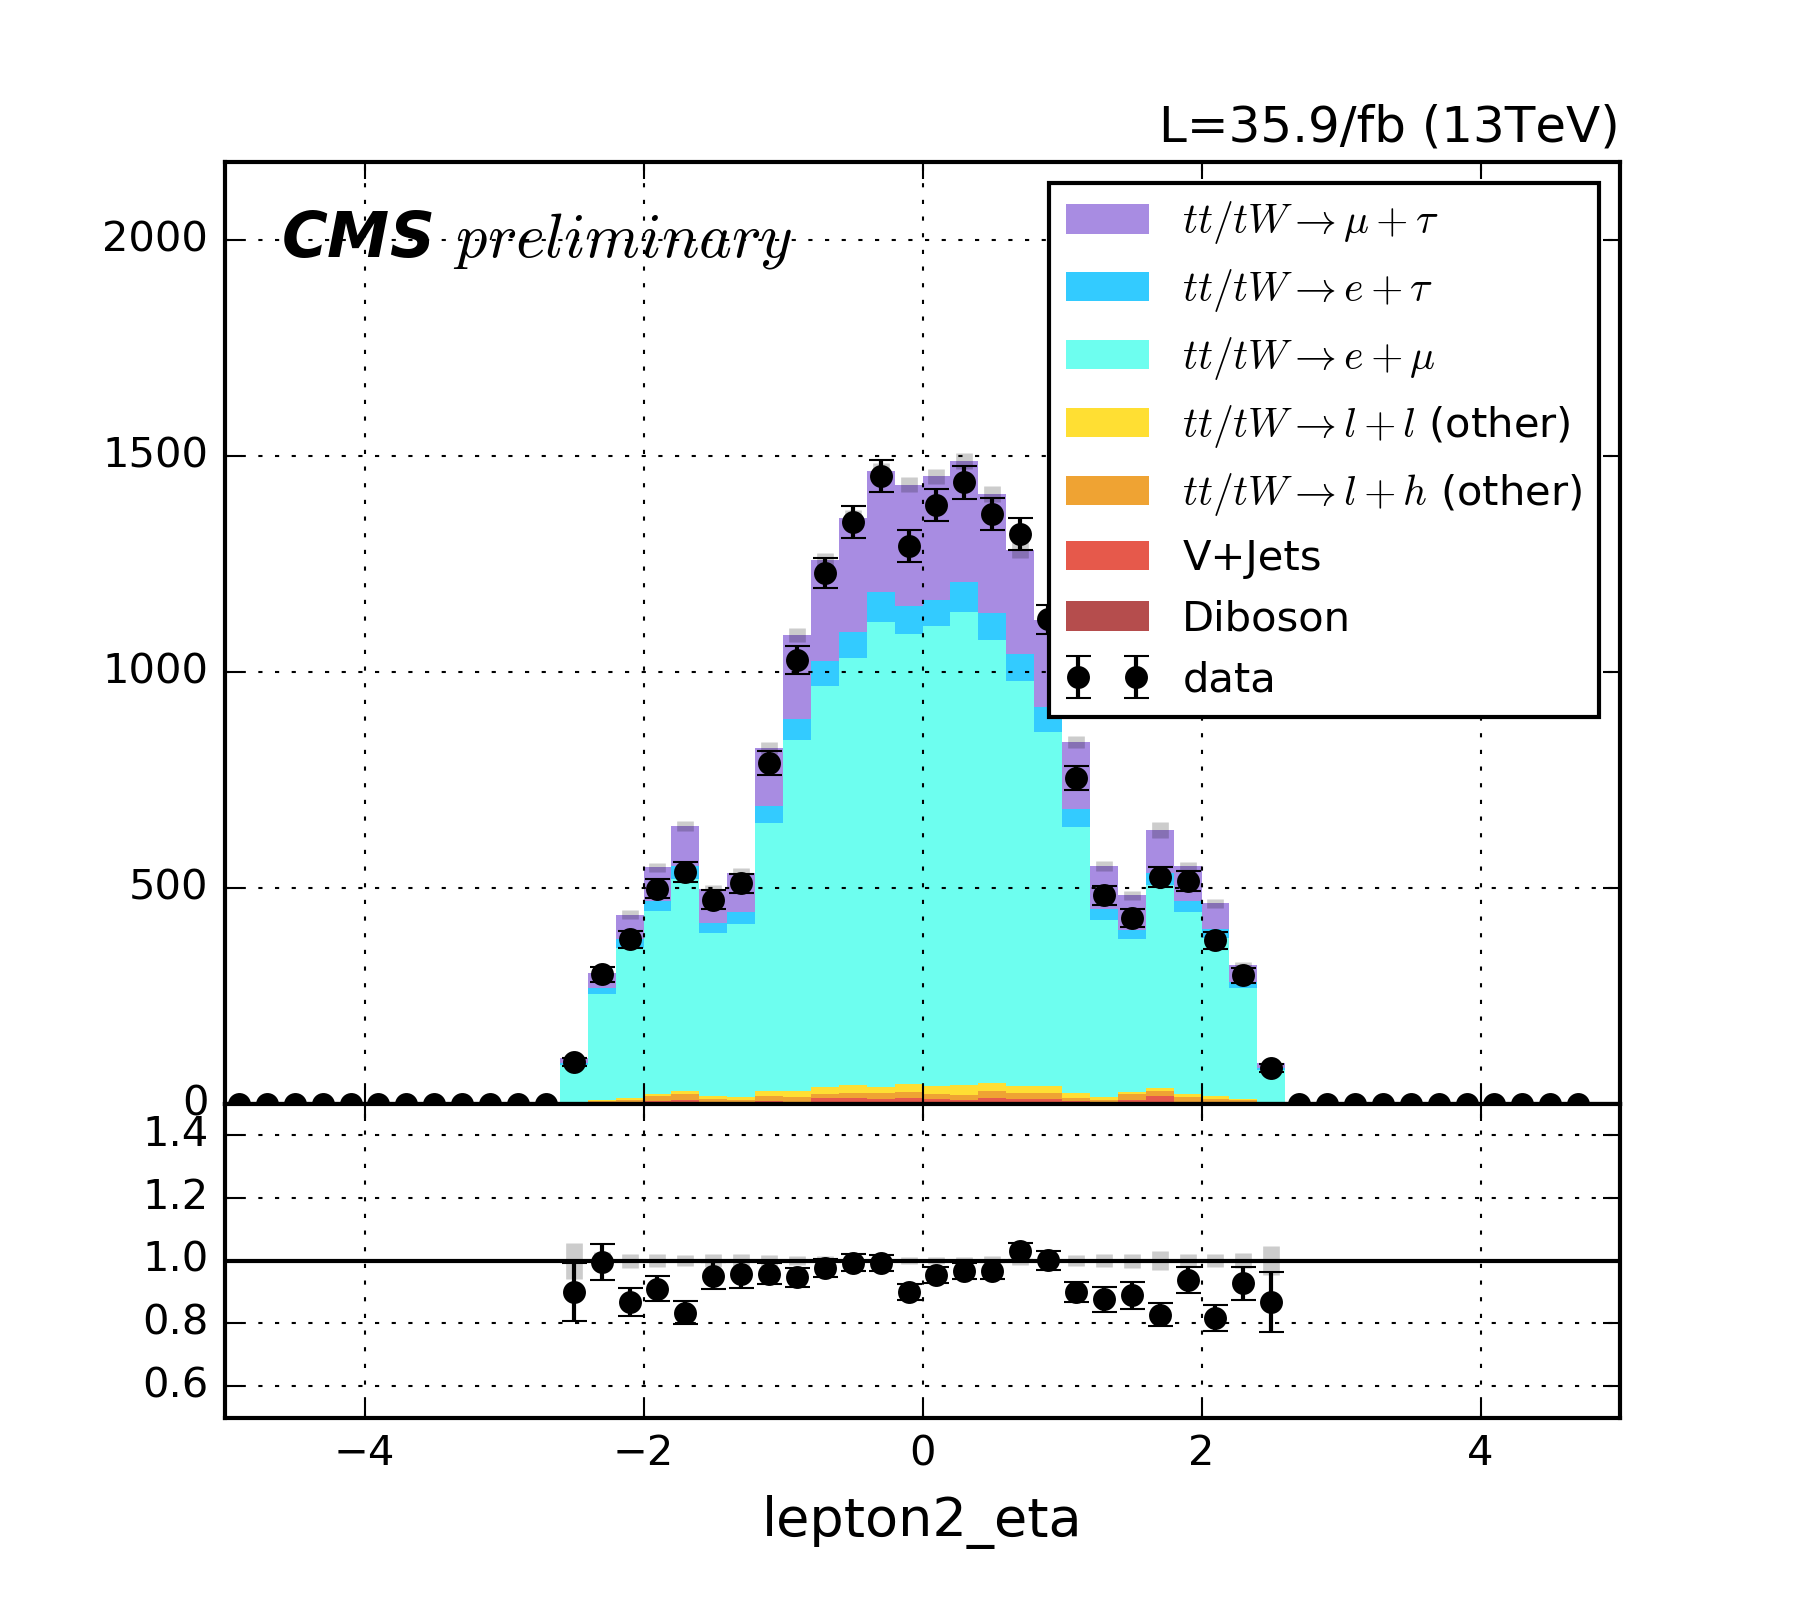 L=35.9/fb (13TeV)
CMS preliminary
2000
1500
1000
500
0
tt/tW→μ+τ
tt/tW→e+τ
tt/tW→e+μ
tt/tW→l+l (other)
tt/tW→l+h (other)
V+Jets
Diboson
data
1.4
1.2
1.0
0.8
0.6
−4 −2 0 2 4
lepton2_eta